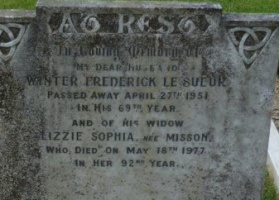 AT REST
In Loving Memory of
MY DEAR HUSBAND
WINTER FREDERICK LE SUEUR
PASSED AWAY APRIL 27TH 1951
IN HIS 69TH YEAR.
AND OF HIS WIDOW
LIZZIE SOPHIA, NEE MISSON,
WHO DIED ON MAY 18TH 1977
IN HER 92ND YEAR.